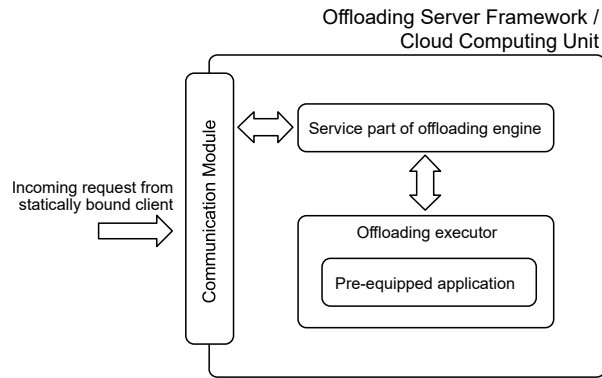 Offloading Server Framework /
Cloud Computing Unit
Communication Module
Service part of offloading engine
Incoming request from
statically bound client
Offloading executor
Pre-equipped application